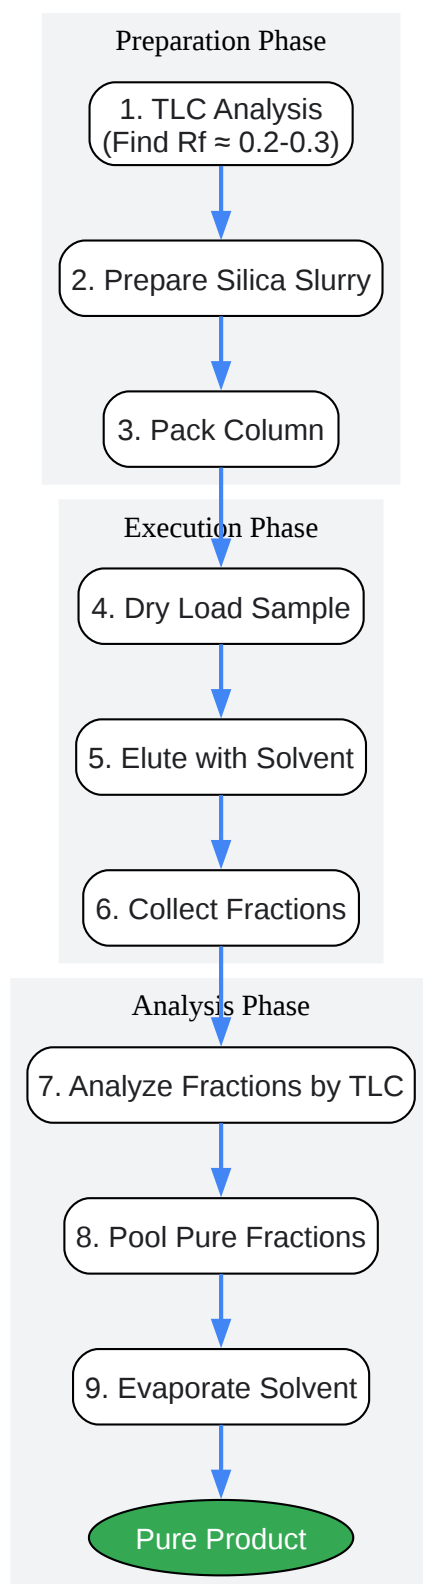 Preparation Phase
1. TLC Analysis
(Find Rf ≈ 0.2-0.3)
2. Prepare Silica Slurry
3. Pack Column
Execution Phase
4. Dry Load Sample
5. Elute with Solvent
6. Collect Fractions
Analysis Phase
7. Analyze Fractions by TLC
8. Pool Pure Fractions
9. Evaporate Solvent
Pure Product